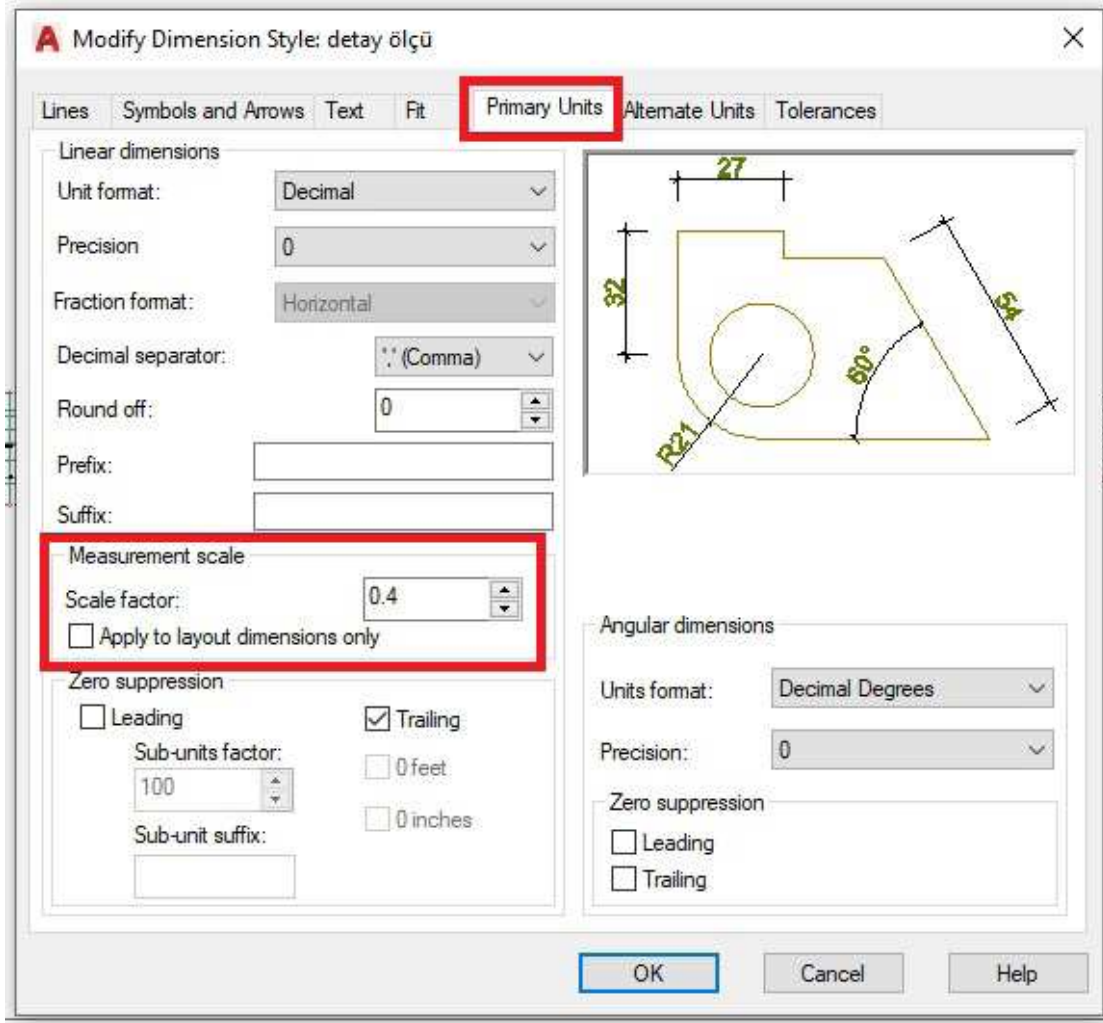 Modify Dimension Style: detay ölçü
Lines Symbols and Arrows Text Fit Primary Units Alternate Units Tolerances
Linear dimensions
Unit format: Decimal
Precision 0
Fraction format: Horizontal
Decimal separator: ',' (Comma)
Round off: 0
Prefix:
Suffix:
Measurement scale
Scale factor: 0.4
Apply to layout dimensions only
Zero suppression
Leading Trailing
Sub-units factor: 0 feet
100
0 inches
Sub-unit suffix:
27
32
54
60°
R21
Angular dimensions
Units format: Decimal Degrees
Precision: 0
Zero suppression
Leading
Trailing
OK Cancel Help